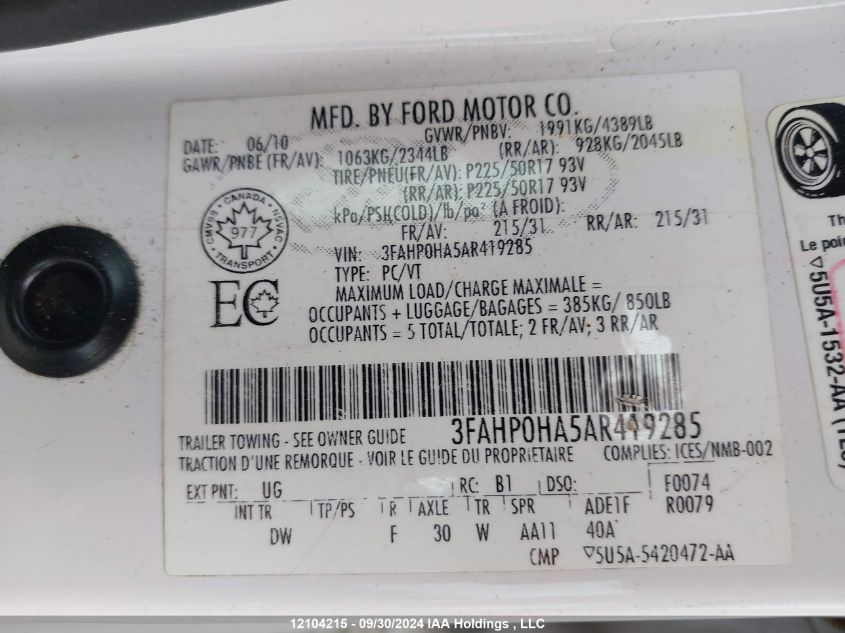 MFD. BY FORD MOTOR CO.
DATE: 06/10 GVWR/PNBV: 1991KG/4389LB
GAWR/PNBE (FR/AV): 1063KG/2344LB (RR/AR): 928KG/2045LB
TIRE/PNEU(FR/AV): P225/50R17 93V
(RR/AR): P225/50R17 93V
kPa/PSI(COLD)/lb/po² (A FROID):
FR/AV: 215/31 RR/AR: 215/31
VIN: 3FAHP0HA5AR419285
TYPE: PC/VT
CANADA
CMVSS NSVAC
977
TRANSPORT
EC
MAXIMUM LOAD/CHARGE MAXIMALE =
OCCUPANTS + LUGGAGE/BAGAGES = 385KG/ 850LB
OCCUPANTS = 5 TOTAL/TOTALE; 2 FR/AV; 3 RR/AR
3FAHP0HA5AR419285
TRAILER TOWING - SEE OWNER GUIDE
TRACTION D'UNE REMORQUE - VOIR LE GUIDE DU PROPRIETAIRE COMPLIES: ICES/NMB-002
EXT PNT: UG RC: B1 DSO: F0074
INT TR TP/PS R AXLE TR SPR ADE1F R0079
DW F 30 W AA11 40A
CMP ▽5U5A-5420472-AA
Th
Le poi
▽5U5A-1532-AA
12104215 - 09/30/2024 IAA Holdings , LLC